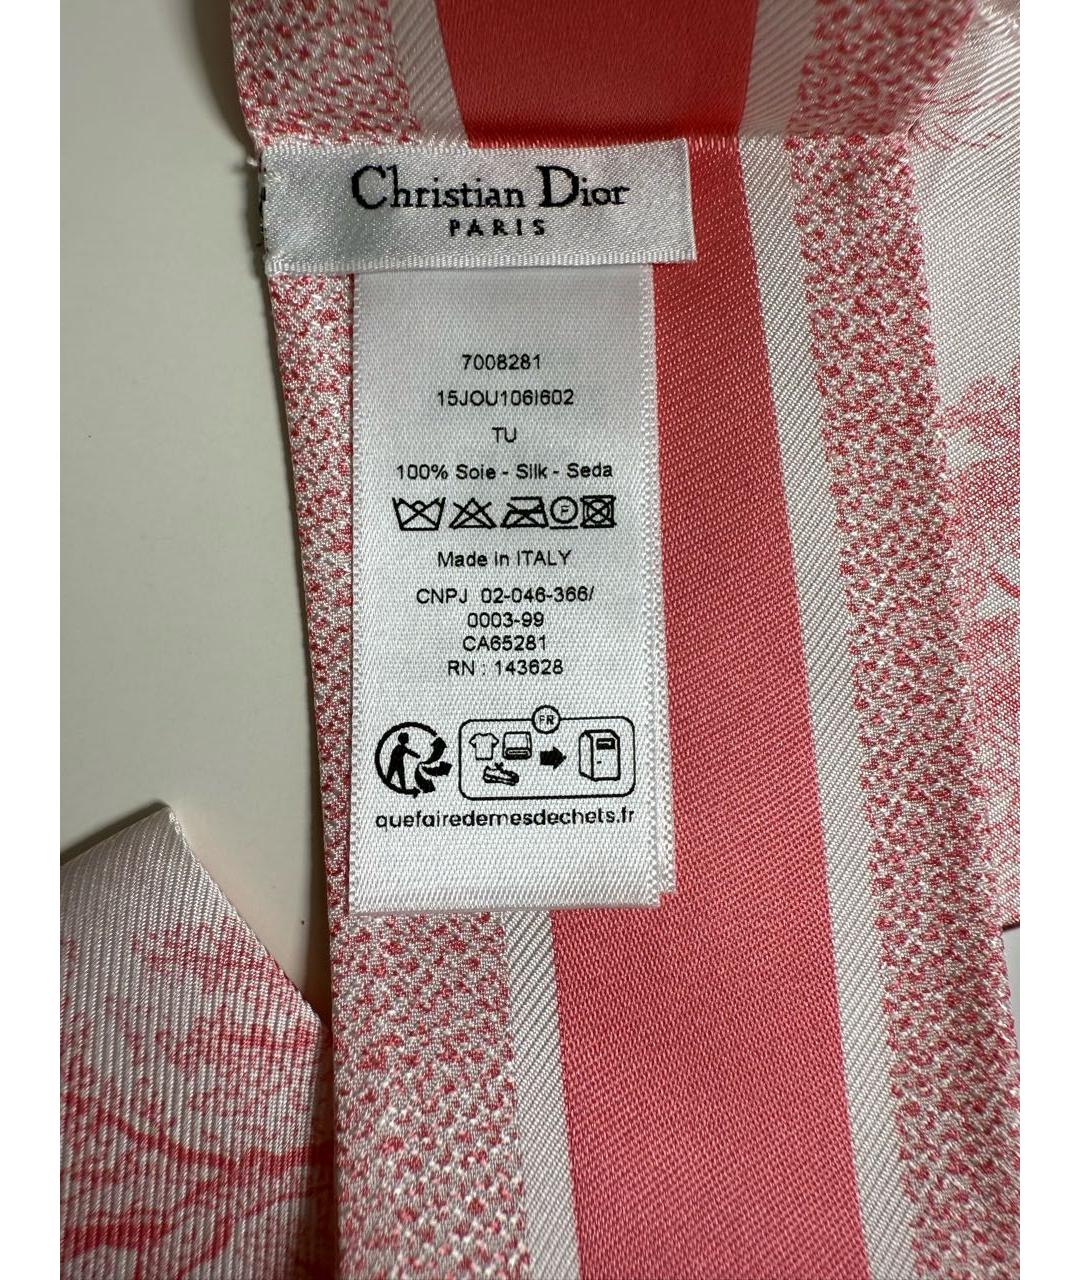 Christian Dior
PARIS
7008281
15JOU106I602
TU
100% Soie - Silk - Seda
F
Made in ITALY
CNPJ 02-046-366/
0003-99
CA65281
RN : 143628
FR
quefairedemesdechets.fr